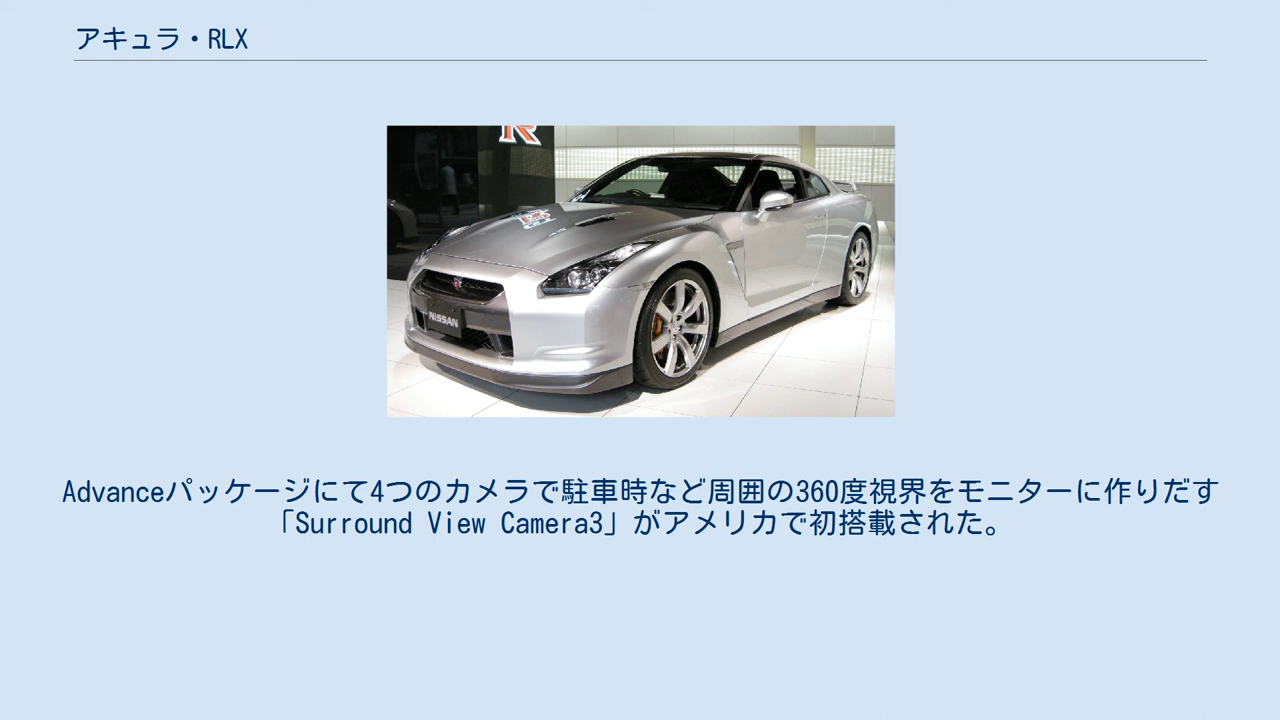 アキュラ・RLX
R
NISSAN
Advanceパッケージにて4つのカメラで駐車時など周囲の360度視界をモニターに作りだす
「Surround View Camera3」がアメリカで初搭載された。